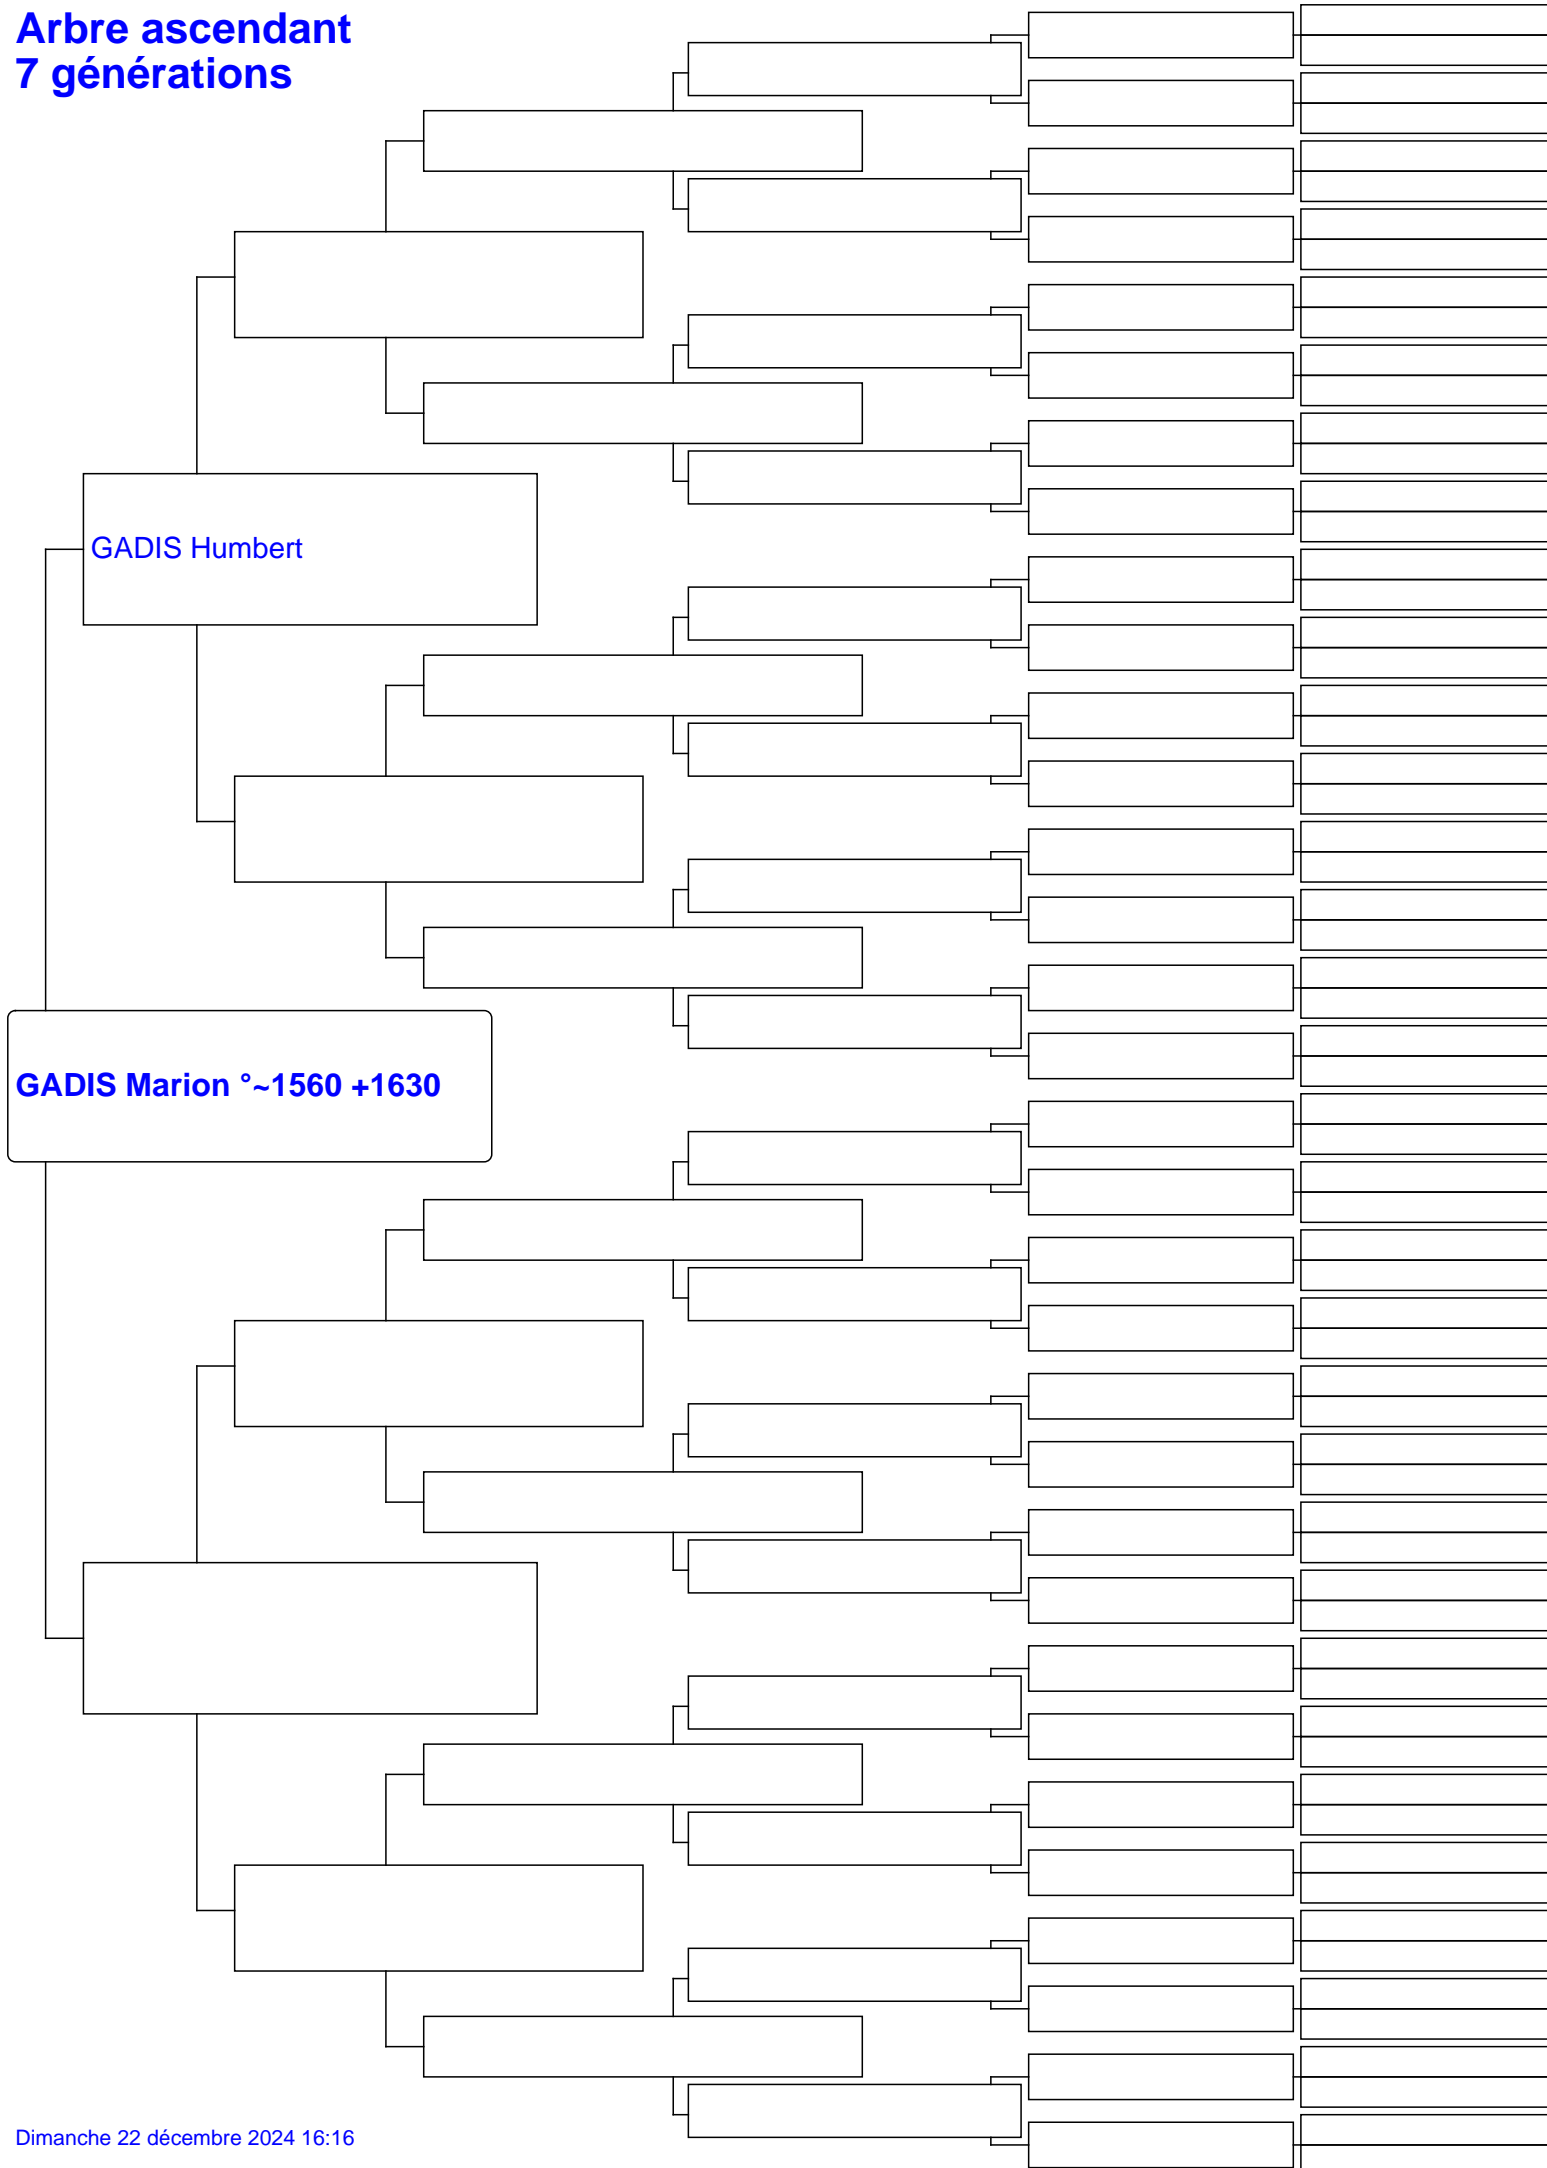 Arbre ascendant
7 générations
GADIS Humbert
GADIS Marion °~1560 +1630
Dimanche 22 décembre 2024 16:16